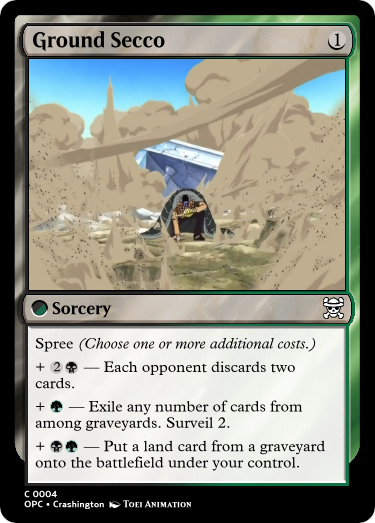 Ground Secco 1
Sorcery
Spree (Choose one or more additional costs.)
+ 2 — Each opponent discards two
cards.
+ — Exile any number of cards from
among graveyards. Surveil 2.
+ — Put a land card from a graveyard
onto the battlefield under your control.
C 0004
OPC • Crashington TOEI ANIMATION